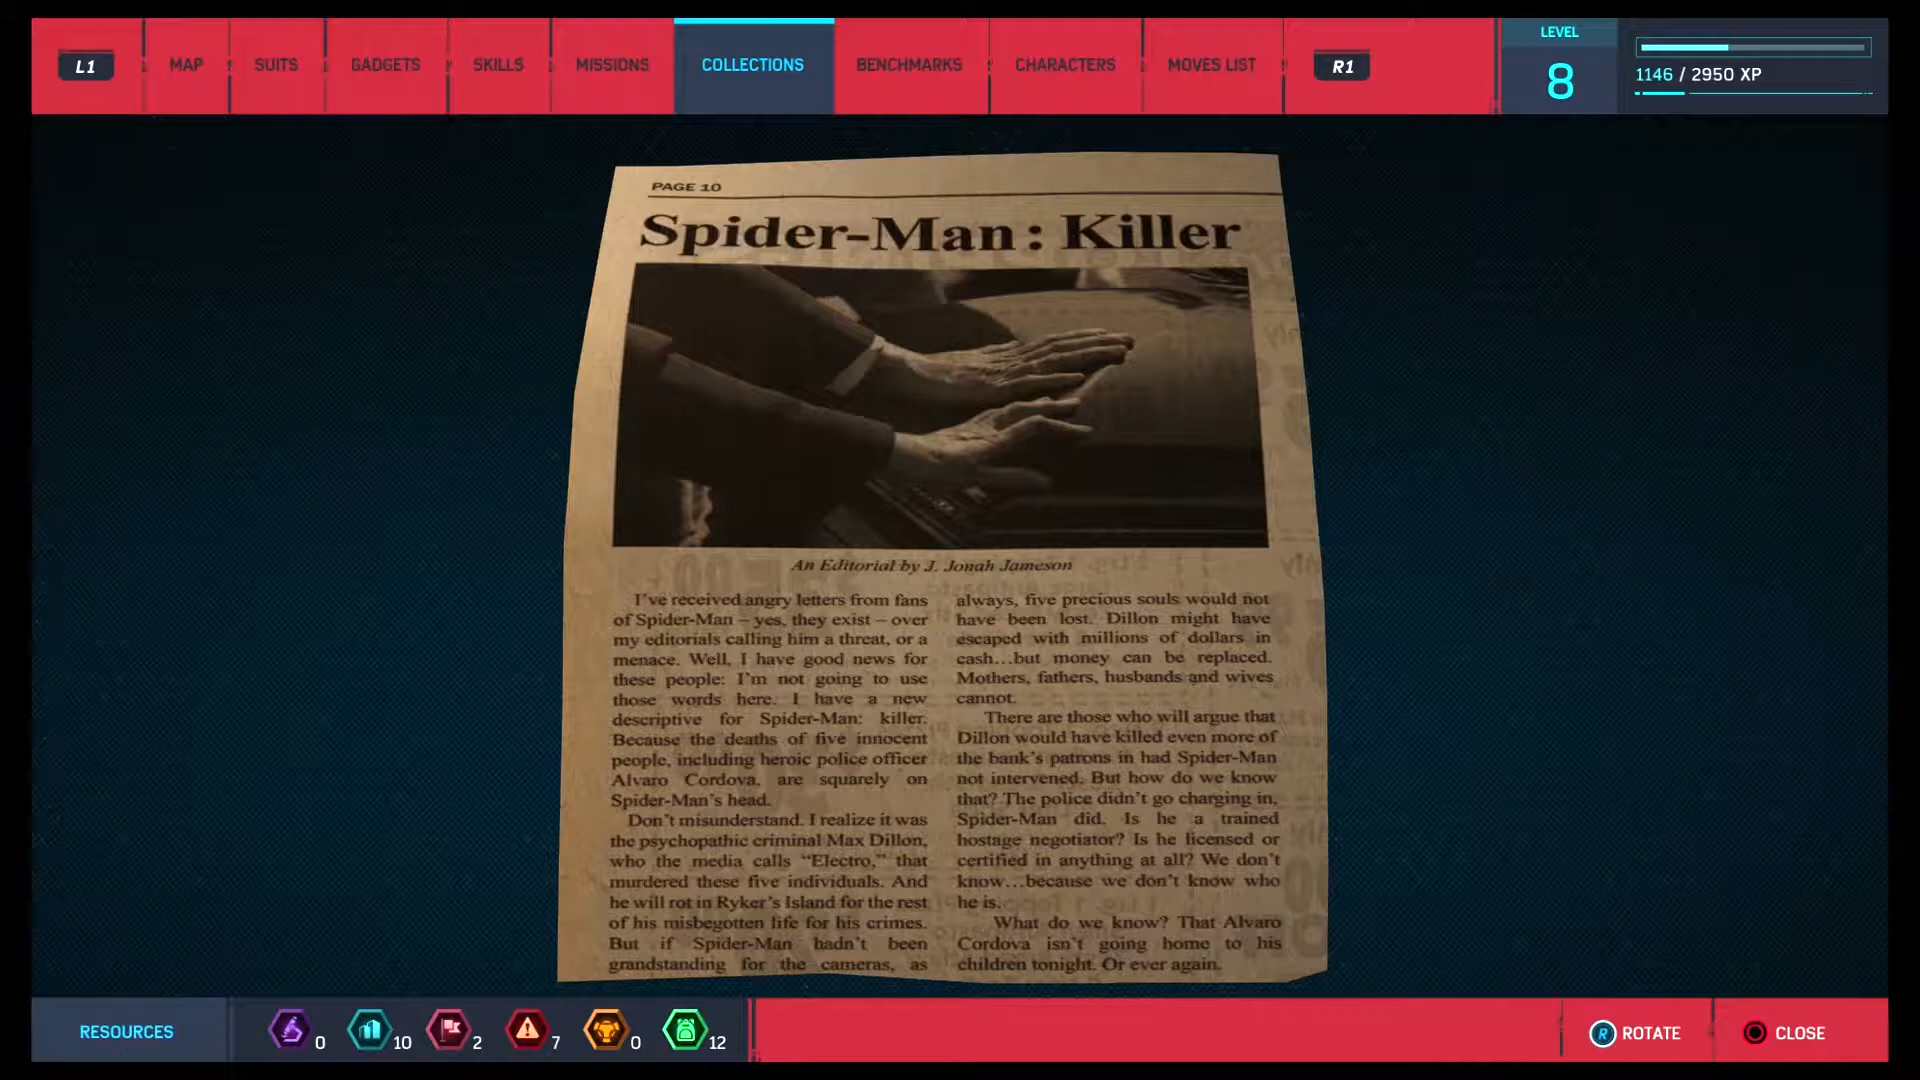 L1
MAP
SUITS
GADGETS
SKILLS
MISSIONS
COLLECTIONS
BENCHMARKS
CHARACTERS
MOVES LIST
R1
LEVEL
8
1146 / 2950 XP
PAGE 10
Spider-Man: Killer
An Editorial by J. Jonah Jameson
I've received angry letters from fans
of Spider-Man – yes, they exist – over
my editorials calling him a threat, or a
menace. Well, I have good news for
these people: I'm not going to use
those words here. I have a new
descriptive for Spider-Man: killer.
Because the deaths of five innocent
people, including heroic police officer
Alvaro Cordova, are squarely on
Spider-Man's head.
Don't misunderstand. I realize it was
the psychopathic criminal Max Dillon,
who the media calls “Electro,” that
murdered these five individuals. And
he will rot in Ryker's Island for the rest
of his misbegotten life for his crimes.
But if Spider-Man hadn't been
grandstanding for the cameras, as
always, five precious souls would not
have been lost. Dillon might have
escaped with millions of dollars in
cash...but money can be replaced.
Mothers, fathers, husbands and wives
cannot.
There are those who will argue that
Dillon would have killed even more of
the bank's patrons in had Spider-Man
not intervened. But how do we know
that? The police didn't go charging in,
Spider-Man did. Is he a trained
hostage negotiator? Is he licensed or
certified in anything at all? We don't
know...because we don't know who
he is.
What do we know? That Alvaro
Cordova isn't going home to his
children tonight. Or ever again.
RESOURCES
0
10
2
7
0
12
R ROTATE
CLOSE